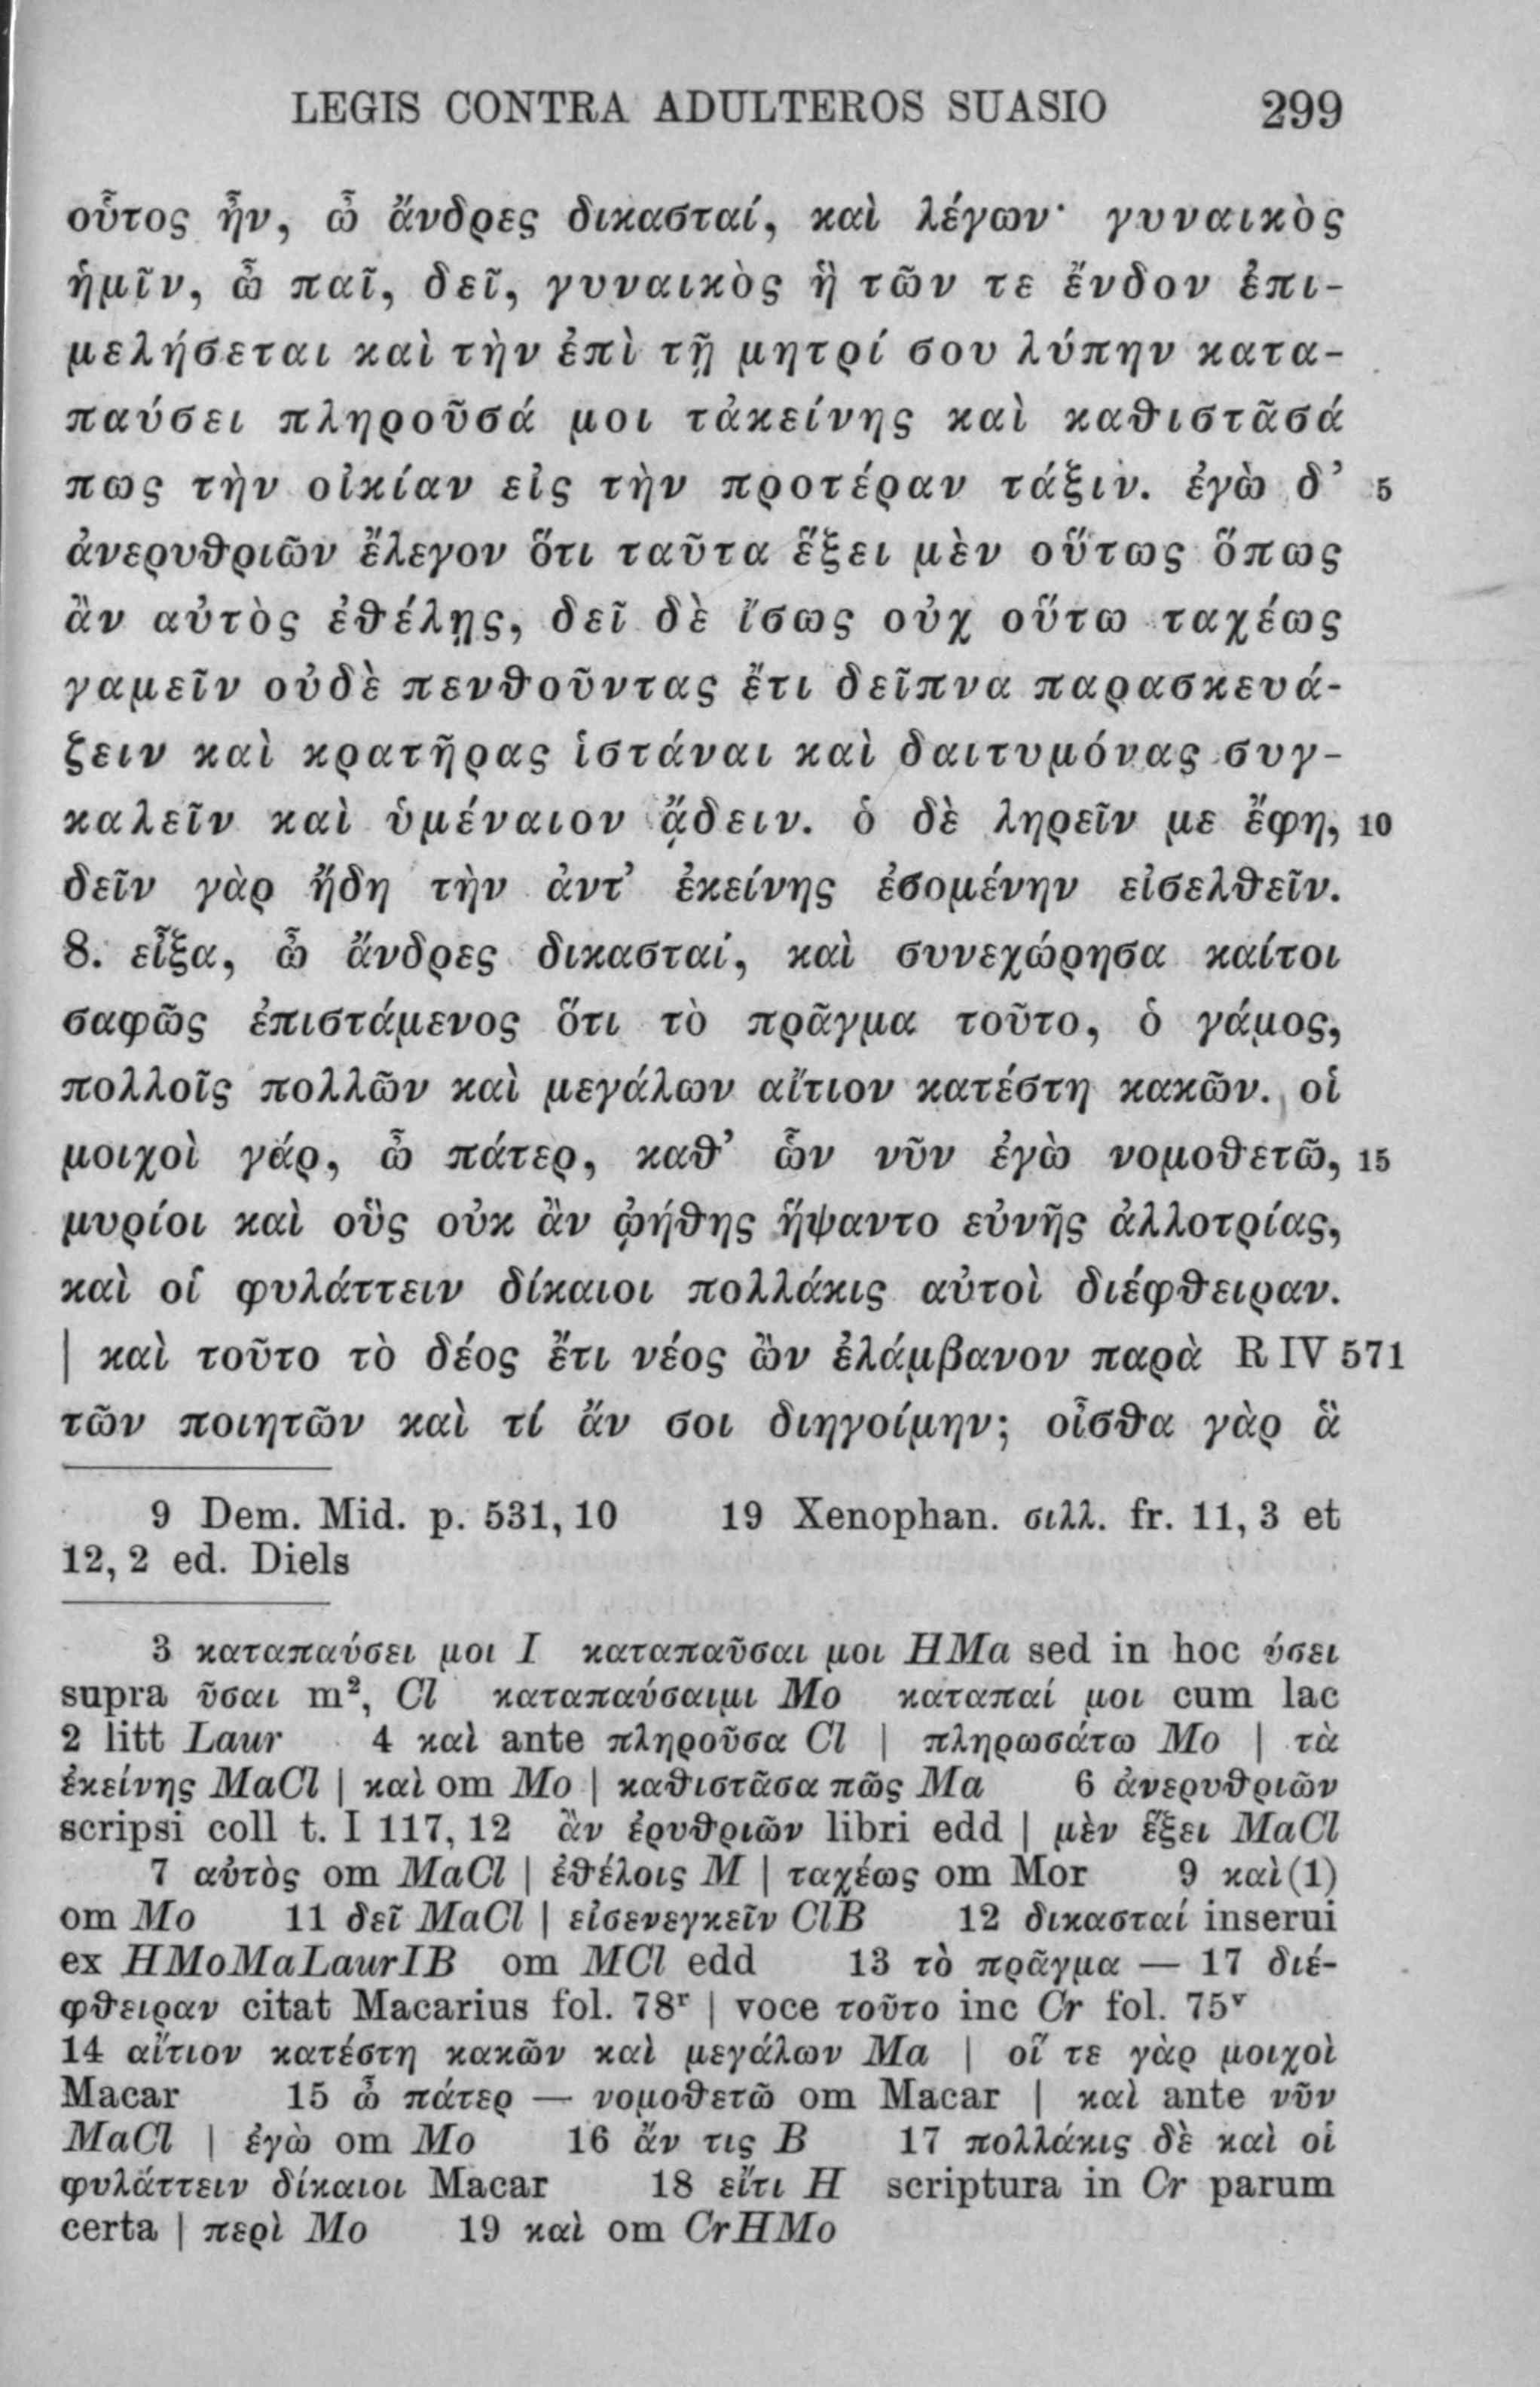 LEGIS CONTRA ADULTEROS SUASIO 299
οὗτος ἦν, ὦ ἄνδρες δικασταί, καὶ λέγων· γυναικὸς
ἡμῖν, ὦ παῖ, δεῖ, γυναικὸς ἣ τῶν τε ἔνδον ἐπι-
μελήσεται καὶ τὴν ἐπὶ τῇ μητρί σου λύπην κατα-
παύσει πληροῦσά μοι τἀκείνης καὶ καθιστᾶσά
πως τὴν οἰκίαν εἰς τὴν προτέραν τάξιν. ἐγὼ δ’ 5
ἀνερυθριῶν ἔλεγον ὅτι ταῦτα ἕξει μὲν οὕτως ὅπως
ἂν αὐτὸς ἐθέλῃς, δεῖ δὲ ἴσως οὐχ οὕτω ταχέως
γαμεῖν οὐδὲ πενθοῦντας ἔτι δεῖπνα παρασκευά-
ζειν καὶ κρατῆρας ἱστάναι καὶ δαιτυμόνας συγ-
καλεῖν καὶ ὑμέναιον ᾄδειν. ὁ δὲ ληρεῖν με ἔφη, 10
δεῖν γὰρ ἤδη τὴν ἀντ’ ἐκείνης ἐσομένην εἰσελθεῖν.
8. εἶξα, ὦ ἄνδρες δικασταί, καὶ συνεχώρησα καίτοι
σαφῶς ἐπιστάμενος ὅτι τὸ πρᾶγμα τοῦτο, ὁ γάμος,
πολλοῖς πολλῶν καὶ μεγάλων αἴτιον κατέστη κακῶν. οἱ
μοιχοὶ γάρ, ὦ πάτερ, καθ’ ὧν νῦν ἐγὼ νομοθετῶ, 15
μυρίοι καὶ οὓς οὐκ ἂν ᾠήθης ἥψαντο εὐνῆς ἀλλοτρίας,
καὶ οἱ φυλάττειν δίκαιοι πολλάκις αὐτοὶ διέφθειραν.
| καὶ τοῦτο τὸ δέος ἔτι νέος ὢν ἐλάμβανον παρὰ R IV 571
τῶν ποιητῶν καὶ τί ἄν σοι διηγοίμην; οἶσθα γὰρ ἃ
9 Dem. Mid. p. 531, 10 19 Xenophan. σιλλ. fr. 11, 3 et
12, 2 ed. Diels
3 καταπαύσει μοι I καταπαῦσαι μοι HMa sed in hoc ύσει
supra ῦσαι m², Cl καταπαύσαιμι Mo καταπαί μοι cum lac
2 litt Laur 4 καὶ ante πληροῦσα Cl | πληρωσάτω Mo | τὰ
ἐκείνης MaCl | καὶ om Mo | καθιστᾶσα πῶς Ma 6 ἀνερυθριῶν
scripsi coll t. I 117, 12 ἂν ἐρυθριῶν libri edd | μὲν ἕξει MaCl
7 αὐτὸς om MaCl | ἐθέλοις M | ταχέως om Mor 9 καὶ(1)
om Mo 11 δεῖ MaCl | εἰσενεγκεῖν ClB 12 δικασταί inserui
ex HMoMaLaurIB om MCl edd 13 τὸ πρᾶγμα — 17 διέ-
φθειραν citat Macarius fol. 78ʳ | voce τοῦτο inc Cr fol. 75ᵛ
14 αἴτιον κατέστη κακῶν καὶ μεγάλων Ma | οἵ τε γὰρ μοιχοὶ
Macar 15 ὦ πάτερ — νομοθετῶ om Macar | καὶ ante νῦν
MaCl | ἐγὼ om Mo 16 ἄν τις B 17 πολλάκις δὲ καὶ οἱ
φυλάττειν δίκαιοι Macar 18 εἴτι H scriptura in Cr parum
certa | περὶ Mo 19 καὶ om CrHMo